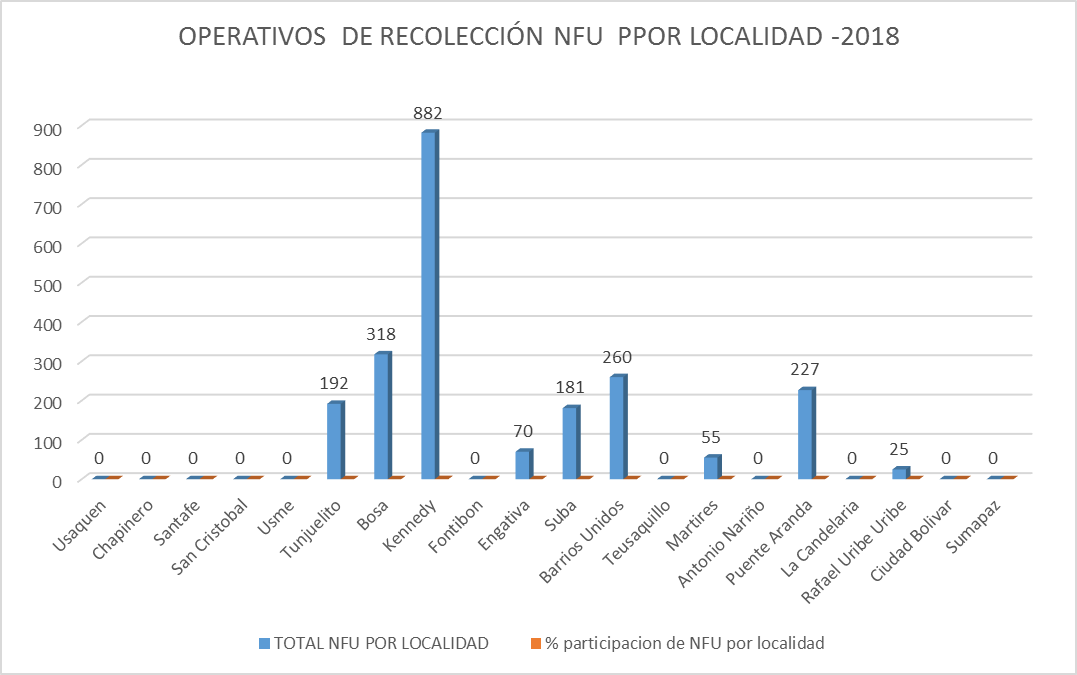 OPERATIVOS DE RECOLECCIÓN NFU PPOR LOCALIDAD -2018
900
800
700
600
500
400
300
200
100
0
0
0
0
0
0
192
318
882
0
70
181
260
0
55
0
227
0
25
0
0
Usaquen
Chapinero
Santafe
San Cristobal
Usme
Tunjuelito
Bosa
Kennedy
Fontibon
Engativa
Suba
Barrios Unidos
Teusaquillo
Martires
Antonio Nariño
Puente Aranda
La Candelaria
Rafael Uribe Uribe
Ciudad Bolivar
Sumapaz
TOTAL NFU POR LOCALIDAD
% participacion de NFU por localidad